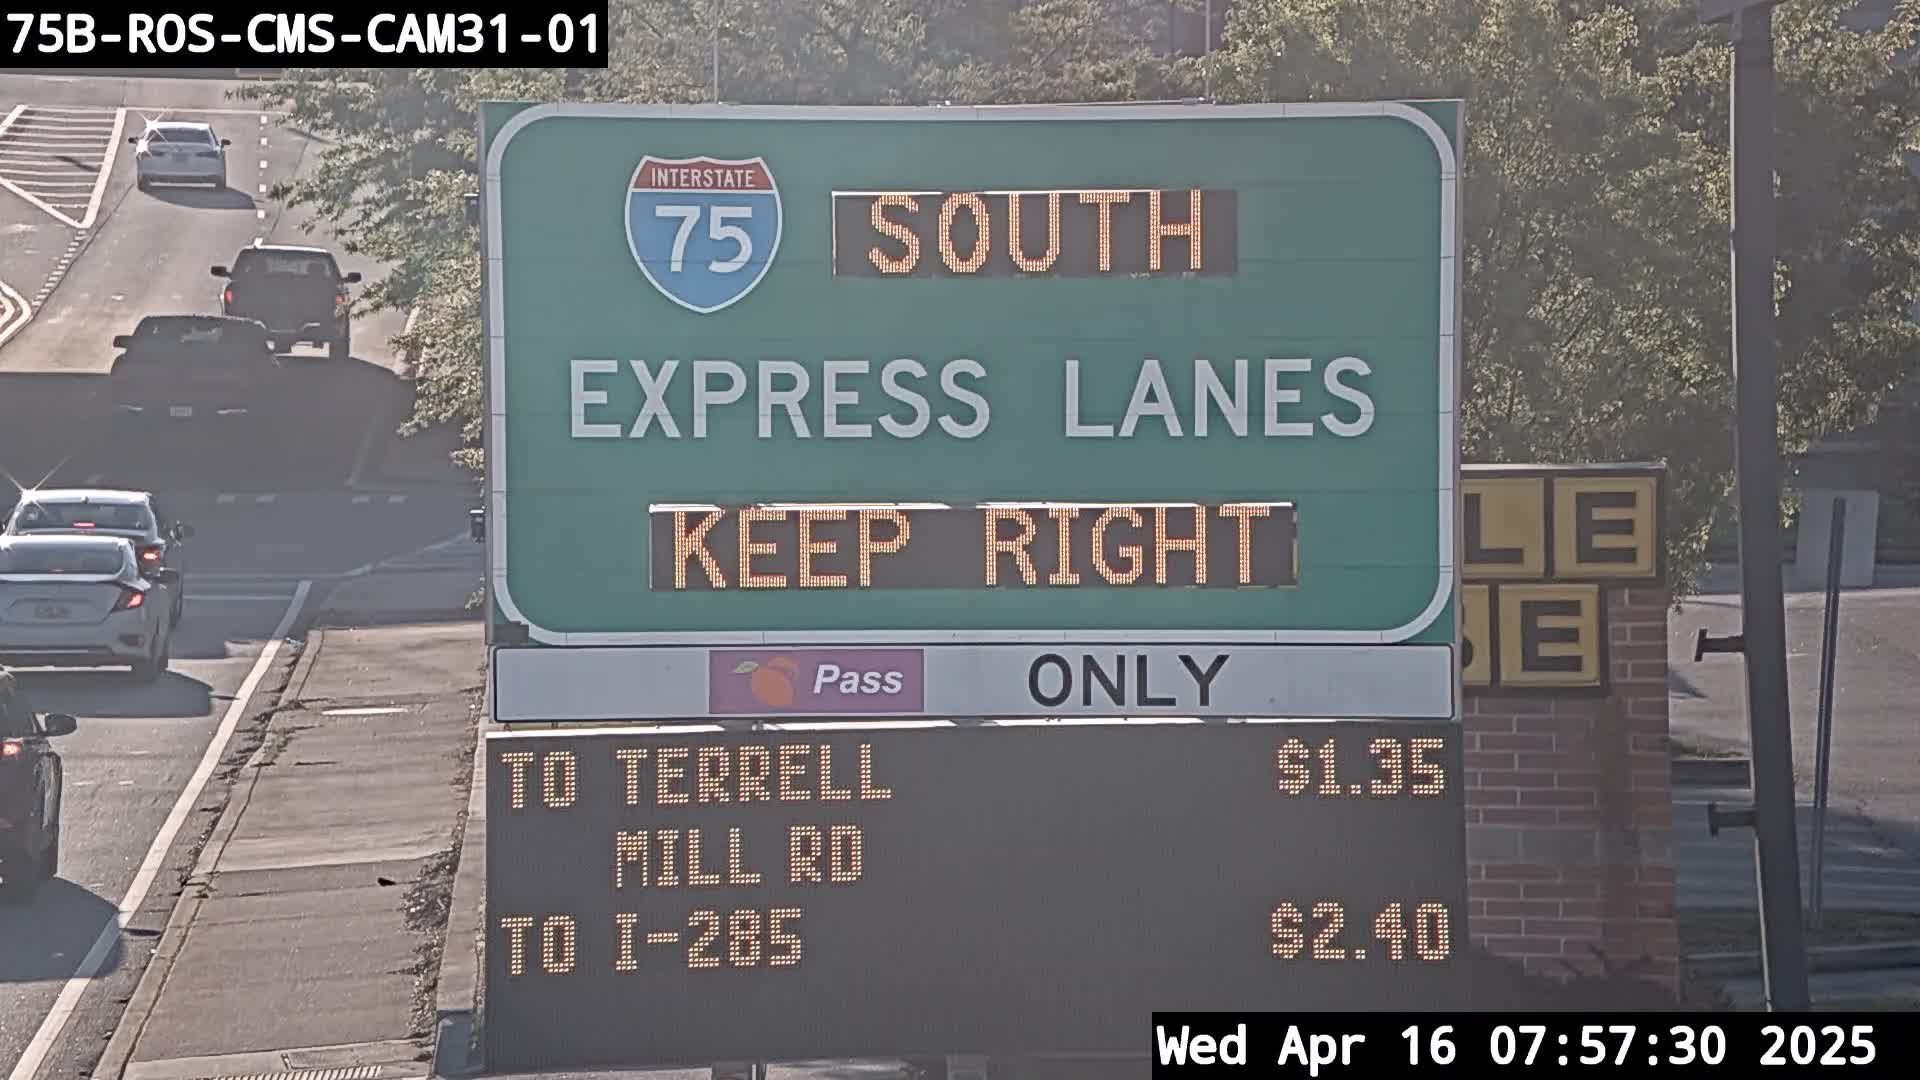 75B-ROS-CMS-CAM31-01
INTERSTATE
75
SOUTH
EXPRESS LANES
KEEP RIGHT
Pass ONLY
LE
E
TO TERRELL $1.35
MILL RD
TO I-285 $2.40
Wed Apr 16 07:57:30 2025